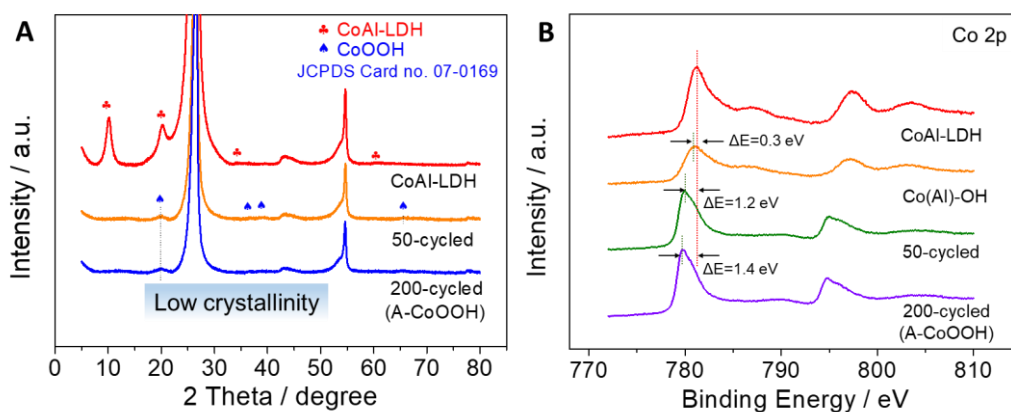 A
♣ CoAl-LDH
♠ CoOOH
JCPDS Card no. 07-0169
CoAl-LDH
50-cycled
200-cycled
(A-CoOOH)
Low crystallinity
Intensity / a.u.
0 10 20 30 40 50 60 70 80
2 Theta / degree
B
Co 2p
CoAl-LDH
ΔE=0.3 eV
Co(Al)-OH
ΔE=1.2 eV
50-cycled
ΔE=1.4 eV
200-cycled
(A-CoOOH)
Intensity / a.u.
770 780 790 800 810
Binding Energy / eV